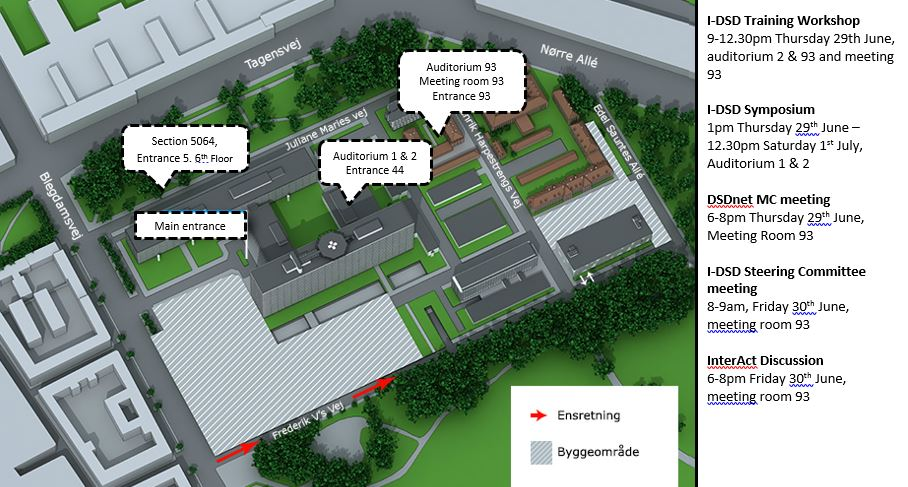 Tagensvej
Nørre Allé
Auditorium 93
Meeting room 93
Entrance 93
Juliane Maries vej
Henrik Harpestrengs vej
Edel Sauntes Allé
Section 5064,
Entrance 5. 6th Floor
Auditorium 1 & 2
Entrance 44
Blegdamsvej
Main entrance
Frederik V's Vej
Ensretning
Byggeområde
I-DSD Training Workshop
9-12.30pm Thursday 29th June,
auditorium 2 & 93 and meeting
93
I-DSD Symposium
1pm Thursday 29th June –
12.30pm Saturday 1st July,
Auditorium 1 & 2
DSDnet MC meeting
6-8pm Thursday 29th June,
Meeting Room 93
I-DSD Steering Committee
meeting
8-9am, Friday 30th June,
meeting room 93
InterAct Discussion
6-8pm Friday 30th June,
meeting room 93